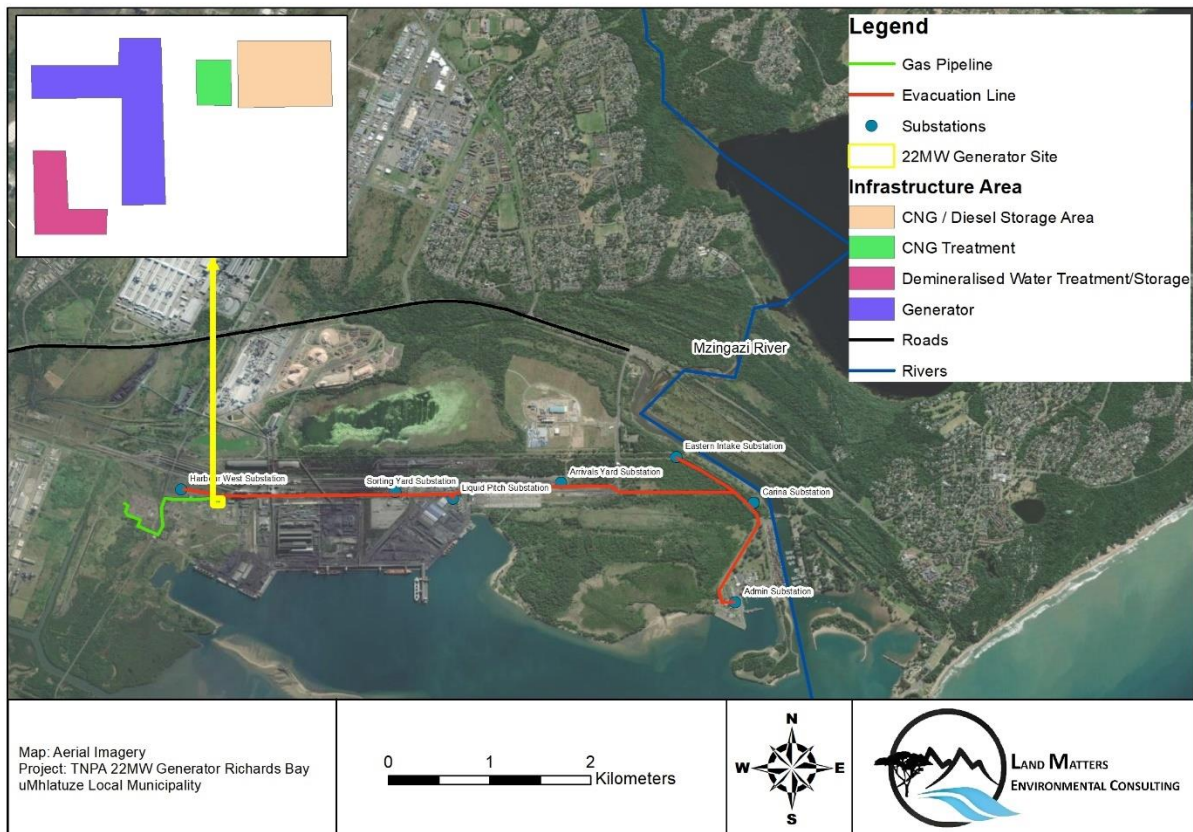 Legend
Gas Pipeline
Evacuation Line
Substations
22MW Generator Site
Infrastructure Area
CNG / Diesel Storage Area
CNG Treatment
Demineralised Water Treatment/Storage
Generator
Roads
Rivers
Mzingazi River
Eastern Intake Substation
Harbour West Substation
Sorting Yard Substation
Liquid Pitch Substation
Arrivals Yard Substation
Carina Substation
Admin Substation
Map: Aerial Imagery
Project: TNPA 22MW Generator Richards Bay
uMhlatuze Local Municipality
0 1 2
Kilometers
N
W E
S
LAND MATTERS
ENVIRONMENTAL CONSULTING